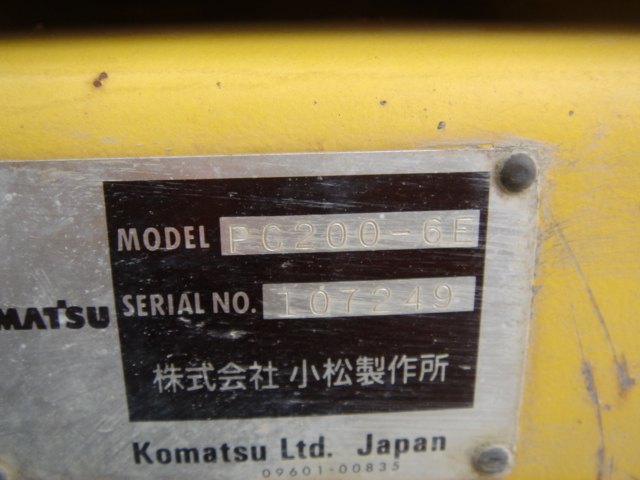 MODEL PC200-6E
MATSU SERIAL NO. 107249
株式会社 小松製作所
Komatsu Ltd. Japan
09601-00835